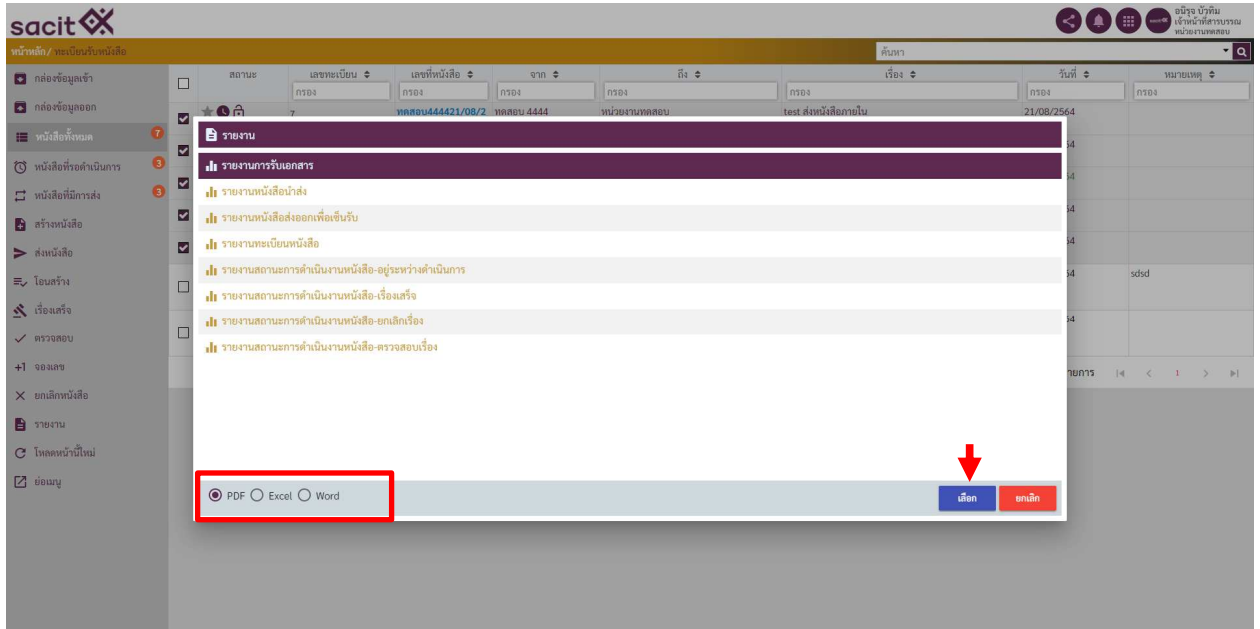 sacit
อนิรุจ บัวทิม
เจ้าหน้าที่สารบรรณ
หน่วยงานทดสอบ
หน้าหลัก/ ทะเบียนรับหนังสือ
ค้นหา
กล่องข้อมูลเข้า
กล่องข้อมูลออก
หนังสือทั้งหมด 7
หนังสือที่รอดำเนินการ 3
หนังสือที่มีการส่ง 3
สร้างหนังสือ
ส่งหนังสือ
โอนสร้าง
เรื่องเสร็จ
ตรวจสอบ
+1 จองเลข
ยกเลิกหนังสือ
รายงาน
โหลดหน้านี้ใหม่
ย่อเมนู
สถานะ เลขทะเบียน เลขที่หนังสือ จาก ถึง เรื่อง วันที่ หมายเหตุ
กรอง กรอง กรอง กรอง กรอง กรอง กรอง
7 ทดสอบ444421/08/2 ทดสอบ 4444 หน่วยงานทดสอบ test ส่งหนังสือภายใน 21/08/2564
64
64
64
64
64 sdsd
64
รายงาน
รายงานการรับเอกสาร
รายงานหนังสือนำส่ง
รายงานหนังสือส่งออกเพื่อเซ็นรับ
รายงานทะเบียนหนังสือ
รายงานสถานะการดำเนินงานหนังสือ-อยู่ระหว่างดำเนินการ
รายงานสถานะการดำเนินงานหนังสือ-เรื่องเสร็จ
รายงานสถานะการดำเนินงานหนังสือ-ยกเลิกเรื่อง
รายงานสถานะการดำเนินงานหนังสือ-ตรวจสอบเรื่อง
ายการ 1
PDF Excel Word
เลือก ยกเลิก